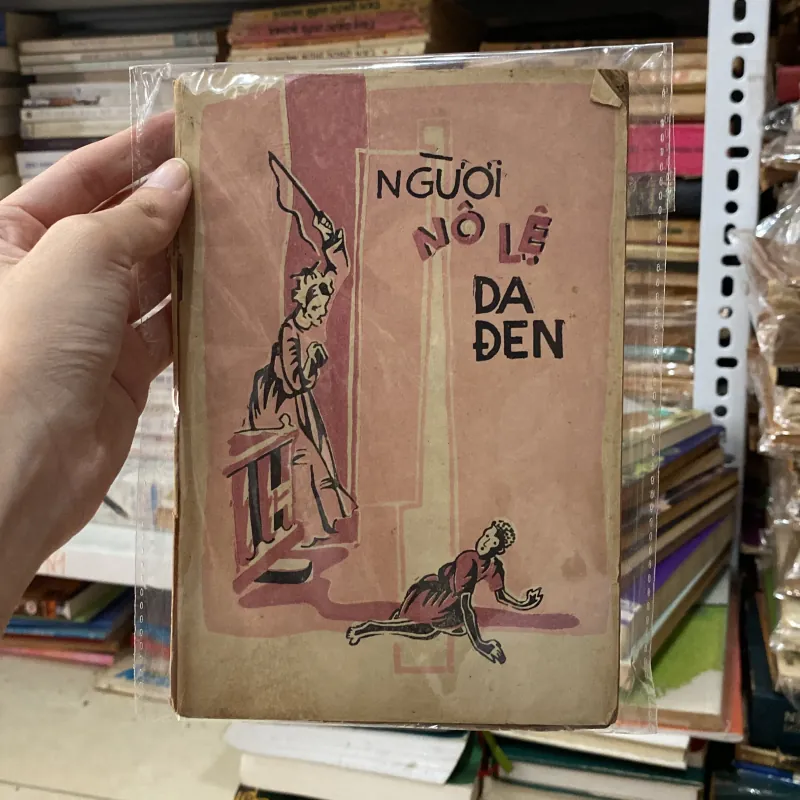 NGƯỜI
NÔ LỆ
DA
ĐEN